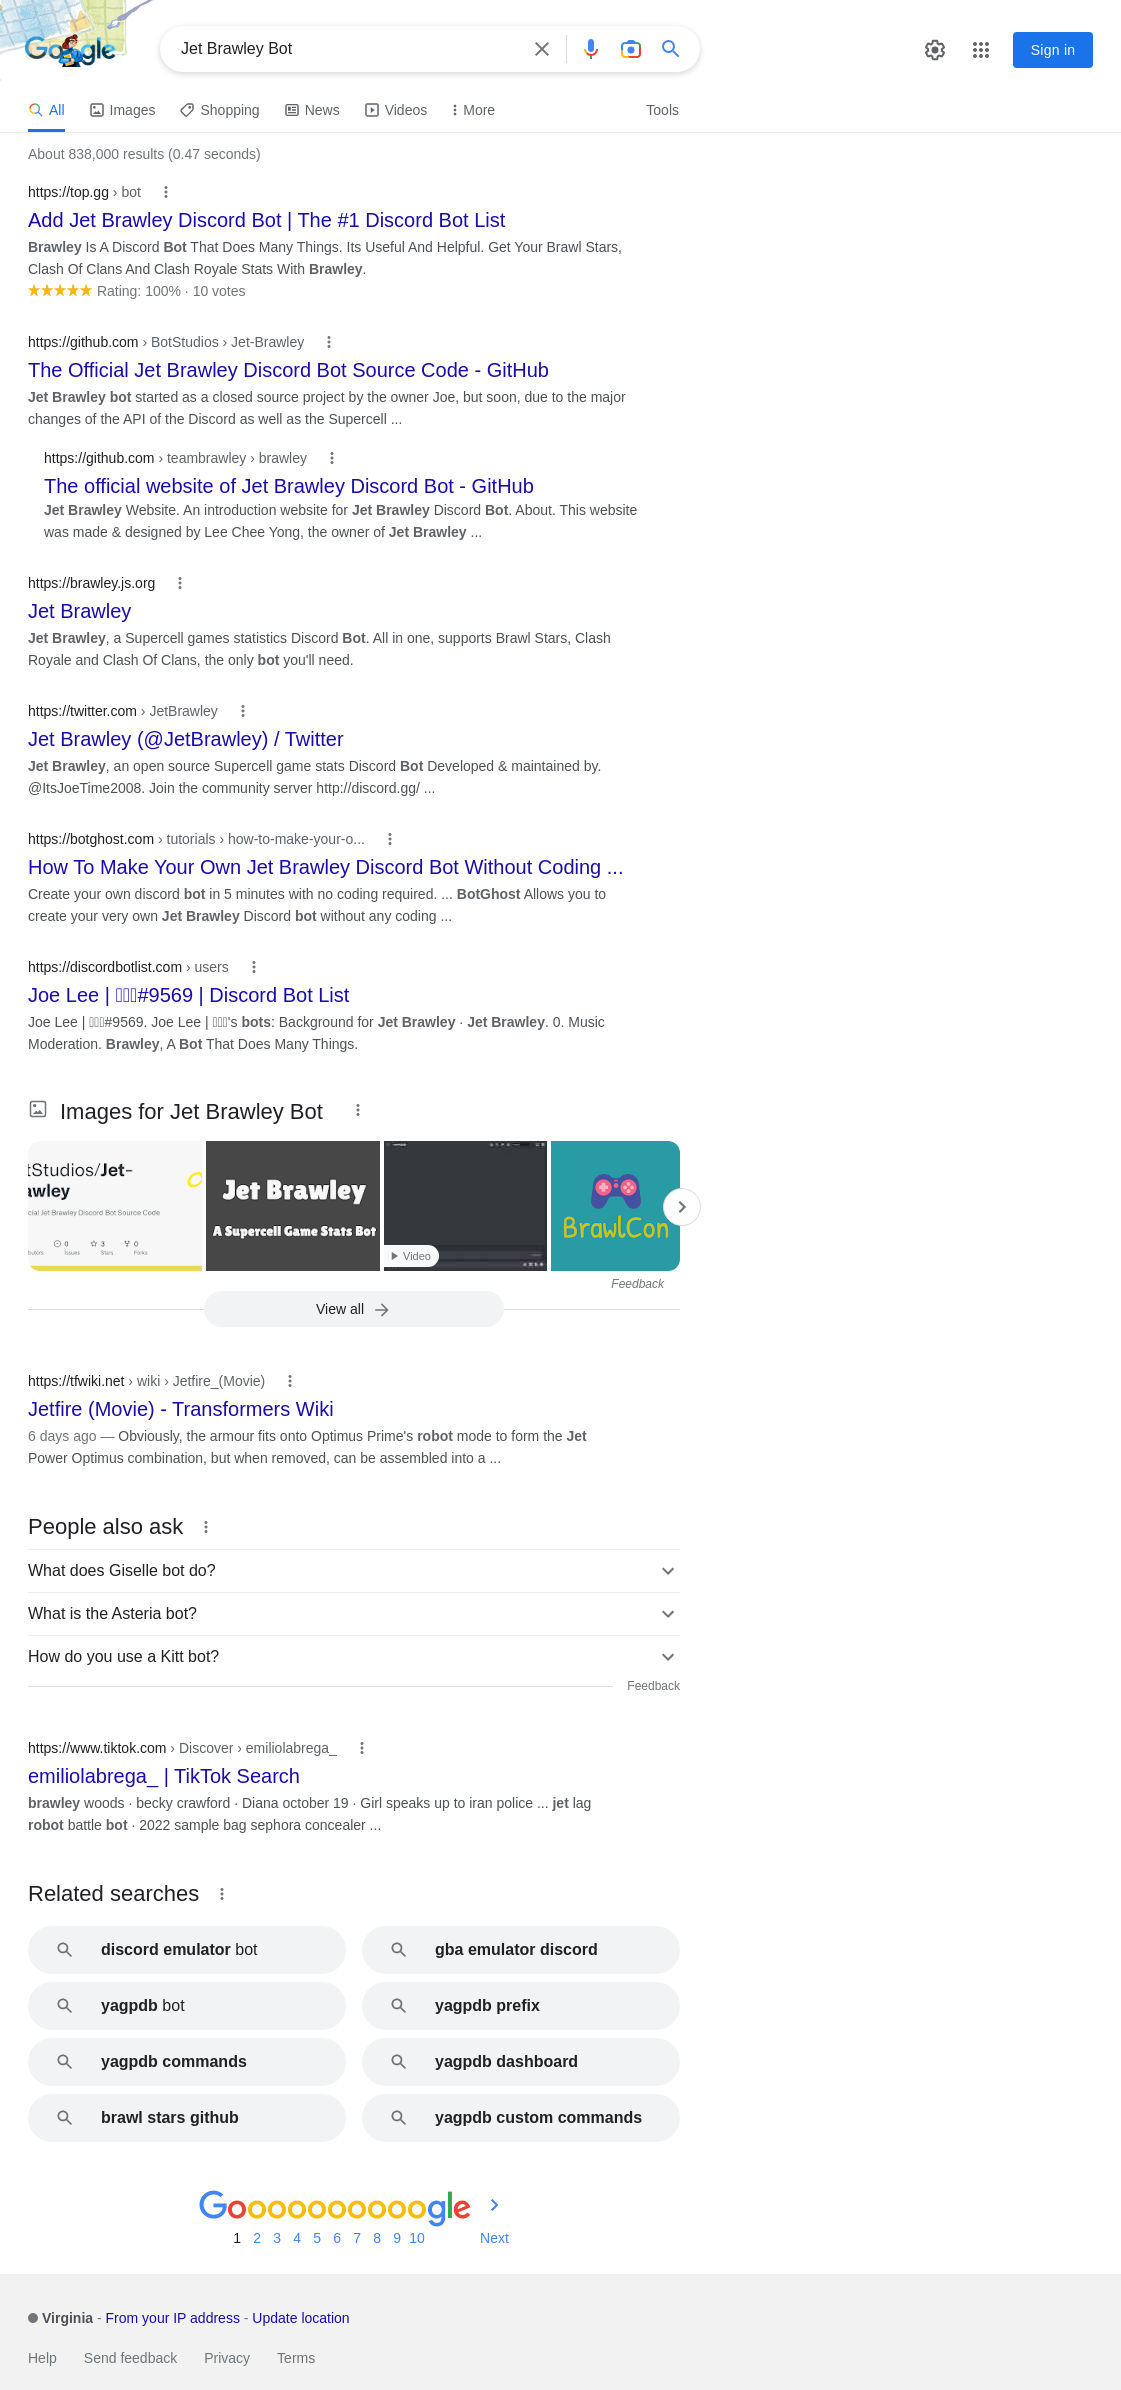 Google
Jet Brawley Bot
Sign in
All
Images
Shopping
News
Videos
More
Tools
About 838,000 results (0.47 seconds)
https://top.gg › bot
Add Jet Brawley Discord Bot | The #1 Discord Bot List
Brawley Is A Discord Bot That Does Many Things. Its Useful And Helpful. Get Your Brawl Stars,
Clash Of Clans And Clash Royale Stats With Brawley.
Rating: 100% · 10 votes
https://github.com › BotStudios › Jet-Brawley
The Official Jet Brawley Discord Bot Source Code - GitHub
Jet Brawley bot started as a closed source project by the owner Joe, but soon, due to the major
changes of the API of the Discord as well as the Supercell ...
https://github.com › teambrawley › brawley
The official website of Jet Brawley Discord Bot - GitHub
Jet Brawley Website. An introduction website for Jet Brawley Discord Bot. About. This website
was made & designed by Lee Chee Yong, the owner of Jet Brawley ...
https://brawley.js.org
Jet Brawley
Jet Brawley, a Supercell games statistics Discord Bot. All in one, supports Brawl Stars, Clash
Royale and Clash Of Clans, the only bot you'll need.
https://twitter.com › JetBrawley
Jet Brawley (@JetBrawley) / Twitter
Jet Brawley, an open source Supercell game stats Discord Bot Developed & maintained by.
@ItsJoeTime2008. Join the community server http://discord.gg/ ...
https://botghost.com › tutorials › how-to-make-your-o...
How To Make Your Own Jet Brawley Discord Bot Without Coding ...
Create your own discord bot in 5 minutes with no coding required. ... BotGhost Allows you to
create your very own Jet Brawley Discord bot without any coding ...
https://discordbotlist.com › users
Joe Lee | #9569 | Discord Bot List
Joe Lee | #9569. Joe Lee | 's bots: Background for Jet Brawley · Jet Brawley. 0. Music
Moderation. Brawley, A Bot That Does Many Things.
Images for Jet Brawley Bot
tStudios/Jet-
awley
cial Jet Brawley Discord Bot Source Code
0
3
0
butors
Issues
Stars
Forks
Jet Brawley
A Supercell Game Stats Bot
Video
BrawlCon
Feedback
View all
https://tfwiki.net › wiki › Jetfire_(Movie)
Jetfire (Movie) - Transformers Wiki
6 days ago — Obviously, the armour fits onto Optimus Prime's robot mode to form the Jet
Power Optimus combination, but when removed, can be assembled into a ...
People also ask
What does Giselle bot do?
What is the Asteria bot?
How do you use a Kitt bot?
Feedback
https://www.tiktok.com › Discover › emiliolabrega_
emiliolabrega_ | TikTok Search
brawley woods · becky crawford · Diana october 19 · Girl speaks up to iran police ... jet lag
robot battle bot · 2022 sample bag sephora concealer ...
Related searches
discord emulator bot
gba emulator discord
yagpdb bot
yagpdb prefix
yagpdb commands
yagpdb dashboard
brawl stars github
yagpdb custom commands
Goooooooooogle
1 2 3 4 5 6 7 8 9 10 Next
Virginia - From your IP address - Update location
Help
Send feedback
Privacy
Terms